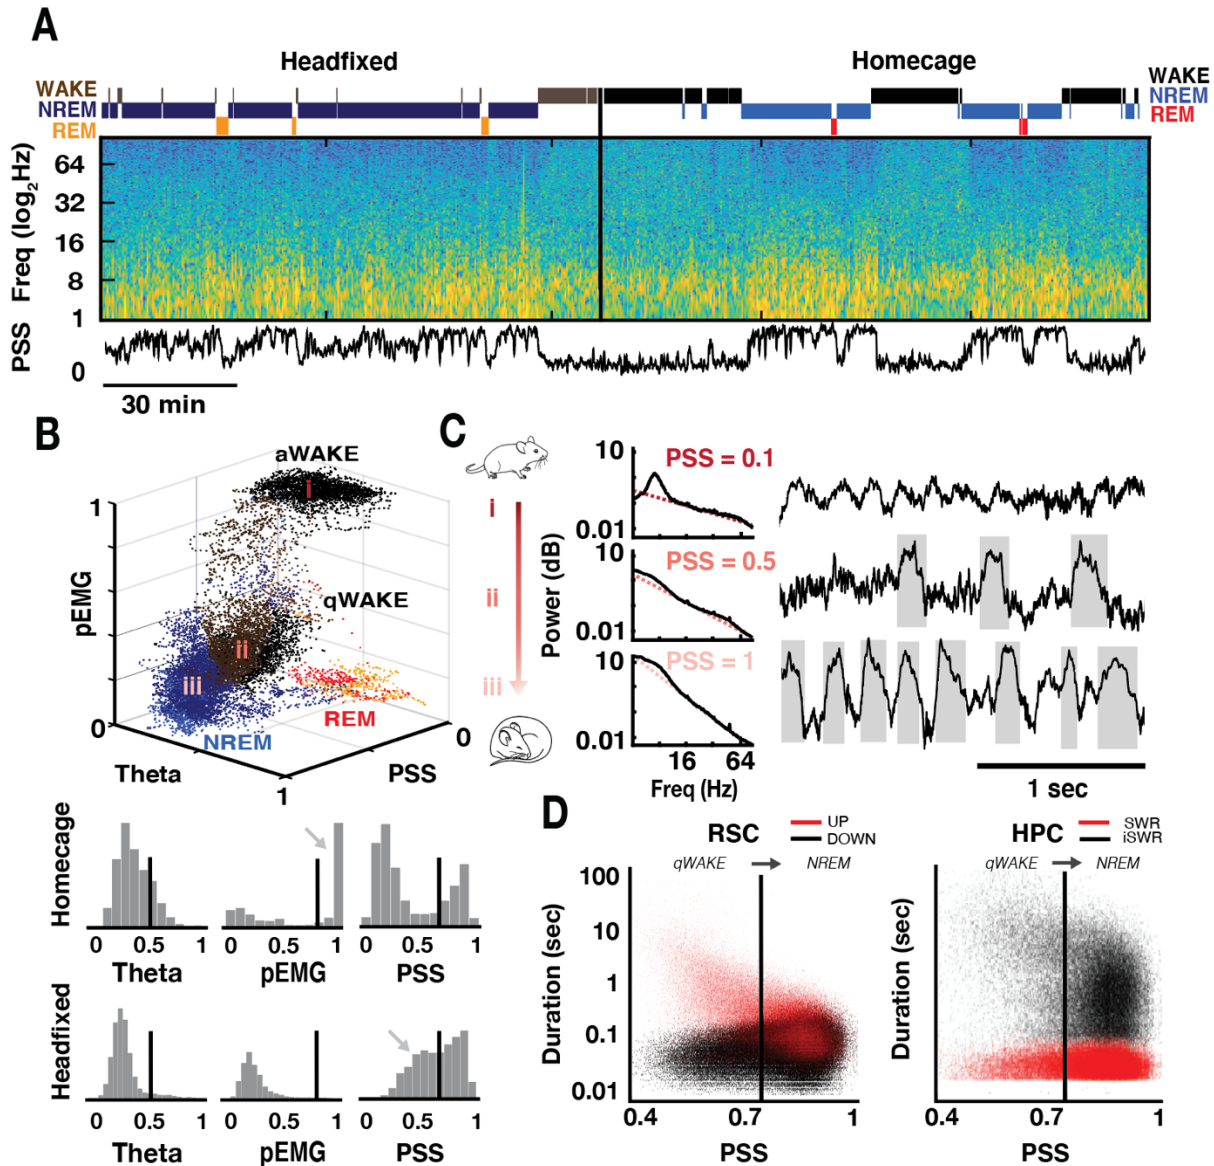 A
Headfixed
Homecage
WAKE
NREM
REM
WAKE
NREM
REM
Freq (log₂Hz)
64
32
16
8
1
PSS
0
30 min
B
aWAKE
i
qWAKE
ii
iii
REM
NREM
pEMG
1
0
Theta
1
PSS
0
C
i
ii
iii
Power (dB)
10
PSS = 0.1
0.01
10
PSS = 0.5
0.01
10
PSS = 1
0.01
16
64
Freq (Hz)
1 sec
Homecage
0 0.5 1
Theta
0 0.5 1
pEMG
0 0.5 1
PSS
Headfixed
0 0.5 1
Theta
0 0.5 1
pEMG
0 0.5 1
PSS
D
RSC
UP
DOWN
qWAKE
NREM
Duration (sec)
100
10
1
0.1
0.01
0.4 0.7 1
PSS
HPC
SWR
iSWR
qWAKE
NREM
Duration (sec)
0.4 0.7 1
PSS